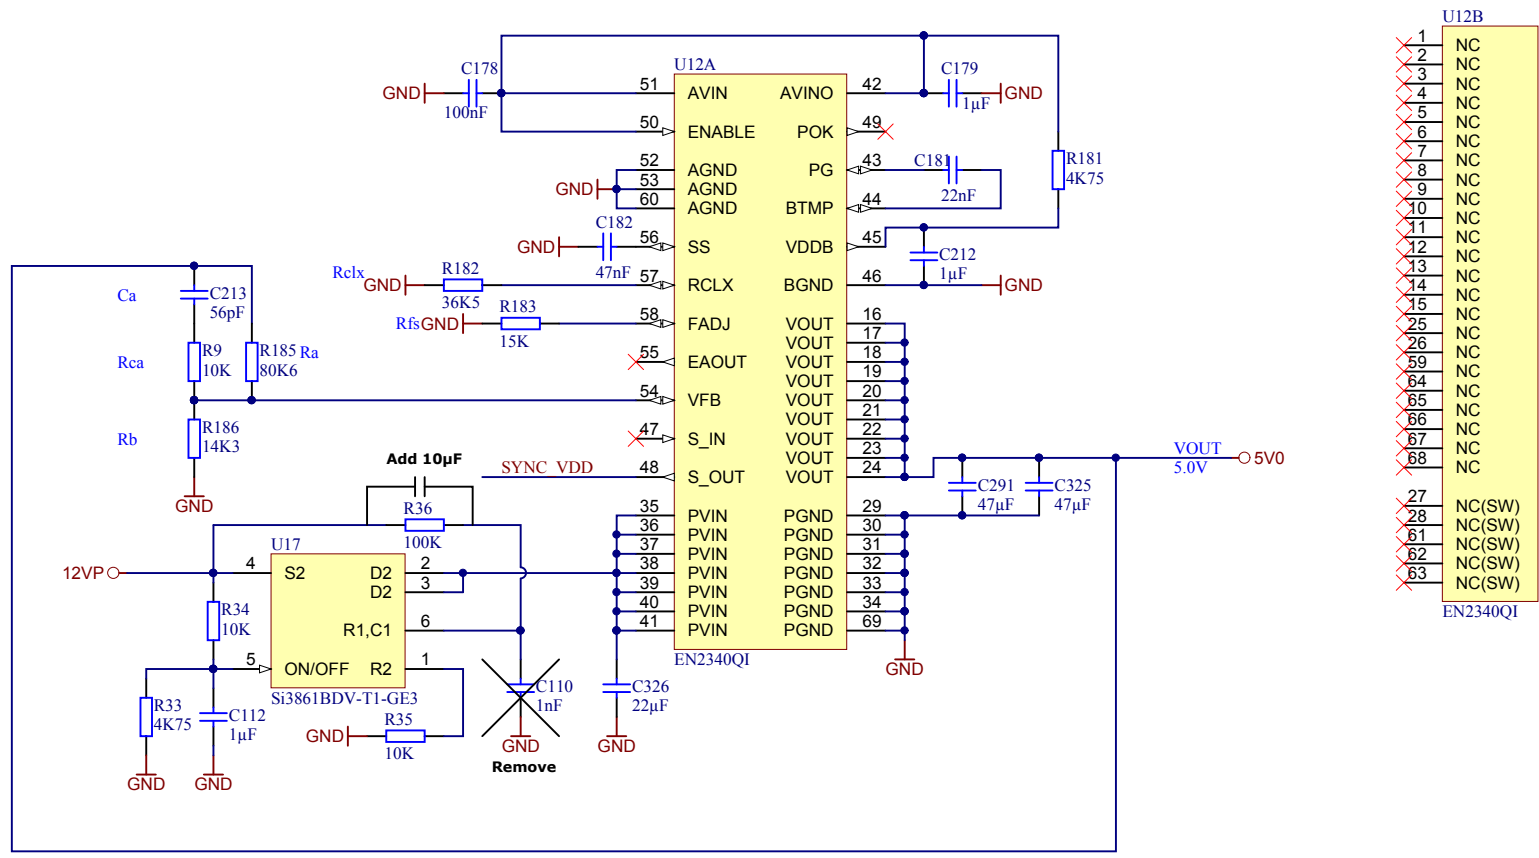 U12A
C178
GND
100nF
51
AVIN
50
ENABLE
52
AGND
53
AGND
60
AGND
GND
C182
GND
47nF
56
SS
Rclx
GND
R182
36K5
57
RCLX
Rfs
GND
R183
15K
58
FADJ
55
EAOUT
54
VFB
47
S_IN
SYNC_VDD
48
S_OUT
35
PVIN
36
PVIN
37
PVIN
38
PVIN
39
PVIN
40
PVIN
41
PVIN
EN2340QI
AVINO
42
C179
1µF
GND
POK
49
PG
43
C181
22nF
BTMP
44
R181
4K75
VDDB
45
C212
1µF
BGND
46
GND
VOUT
16
VOUT
17
VOUT
18
VOUT
19
VOUT
20
VOUT
21
VOUT
22
VOUT
23
VOUT
24
VOUT
5.0V
5V0
C291
47µF
C325
47µF
PGND
29
PGND
30
PGND
31
PGND
32
PGND
33
PGND
34
PGND
69
GND
Ca
C213
56pF
Rca
R9
10K
R185
80K6
Ra
Rb
R186
14K3
GND
Add 10µF
R36
100K
12VP
U17
4
S2
D2
2
D2
3
R34
10K
R1,C1
6
5
ON/OFF
R2
1
Si3861BDV-T1-GE3
R33
4K75
GND
C112
1µF
GND
GND
R35
10K
C110
1nF
GND
Remove
C326
22µF
GND
U12B
1
NC
2
NC
3
NC
4
NC
5
NC
6
NC
7
NC
8
NC
9
NC
10
NC
11
NC
12
NC
13
NC
14
NC
15
NC
25
NC
26
NC
59
NC
64
NC
65
NC
66
NC
67
NC
68
NC
27
NC(SW)
28
NC(SW)
61
NC(SW)
62
NC(SW)
63
NC(SW)
EN2340QI